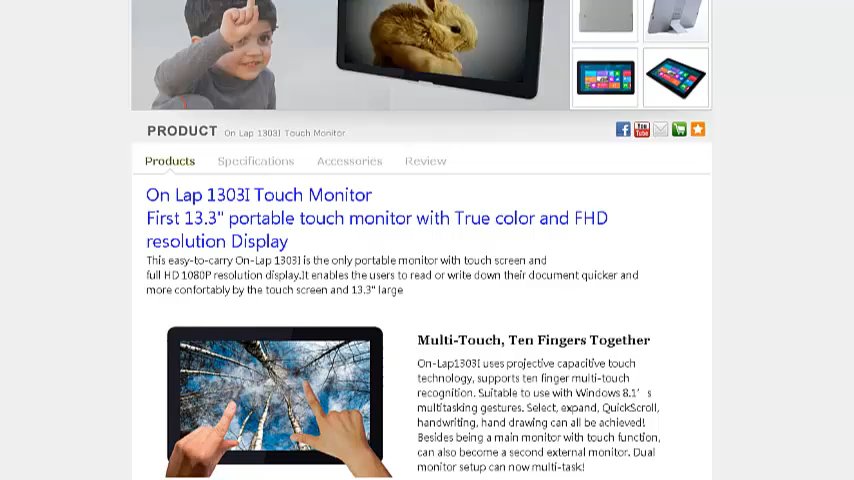 PRODUCT On Lap 1303I Touch Monitor
You Tube
Products Specifications Accessories Review
On Lap 1303I Touch Monitor
First 13.3" portable touch monitor with True color and FHD
resolution Display
This easy-to-carry On-Lap 1303I is the only portable monitor with touch screen and
full HD 1080P resolution display.It enables the users to read or write down their document quicker and
more confortably by the touch screen and 13.3" large
Multi-Touch, Ten Fingers Together
On-Lap1303I uses projective capacitive touch
technology, supports ten finger multi-touch
recognition. Suitable to use with Windows 8.1’ s
multitasking gestures. Select, expand, QuickScroll,
handwriting, hand drawing can all be achieved!
Besides being a main monitor with touch function,
can also become a second external monitor. Dual
monitor setup can now multi-task!